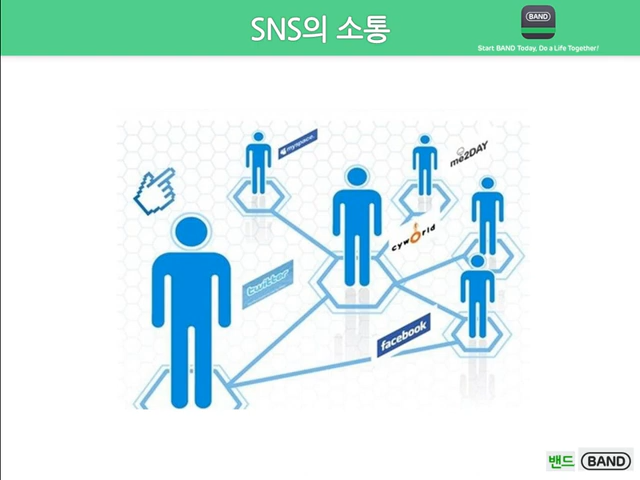 SNS의 소통
BAND
Start BAND Today, Do a Life Together!
myspace.
me2DAY
cyworld
twitter
facebook
밴드 BAND